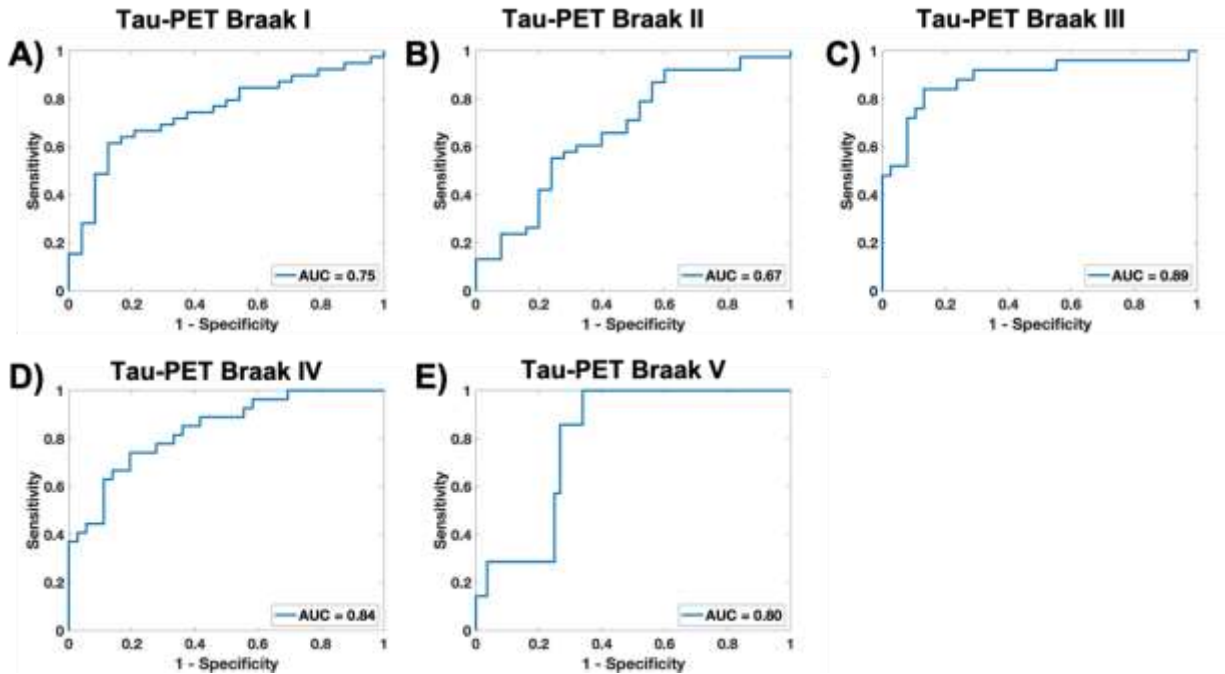 Tau-PET Braak I
A)
Sensitivity
1
0.8
0.6
0.4
0.2
0
0 0.2 0.4 0.6 0.8 1
1 - Specificity
AUC = 0.75
Tau-PET Braak II
B)
Sensitivity
1
0.8
0.6
0.4
0.2
0
0 0.2 0.4 0.6 0.8 1
1 - Specificity
AUC = 0.67
Tau-PET Braak III
C)
Sensitivity
1
0.8
0.6
0.4
0.2
0
0 0.2 0.4 0.6 0.8 1
1 - Specificity
AUC = 0.89
Tau-PET Braak IV
D)
Sensitivity
1
0.8
0.6
0.4
0.2
0
0 0.2 0.4 0.6 0.8 1
1 - Specificity
AUC = 0.84
Tau-PET Braak V
E)
Sensitivity
1
0.8
0.6
0.4
0.2
0
0 0.2 0.4 0.6 0.8 1
1 - Specificity
AUC = 0.80